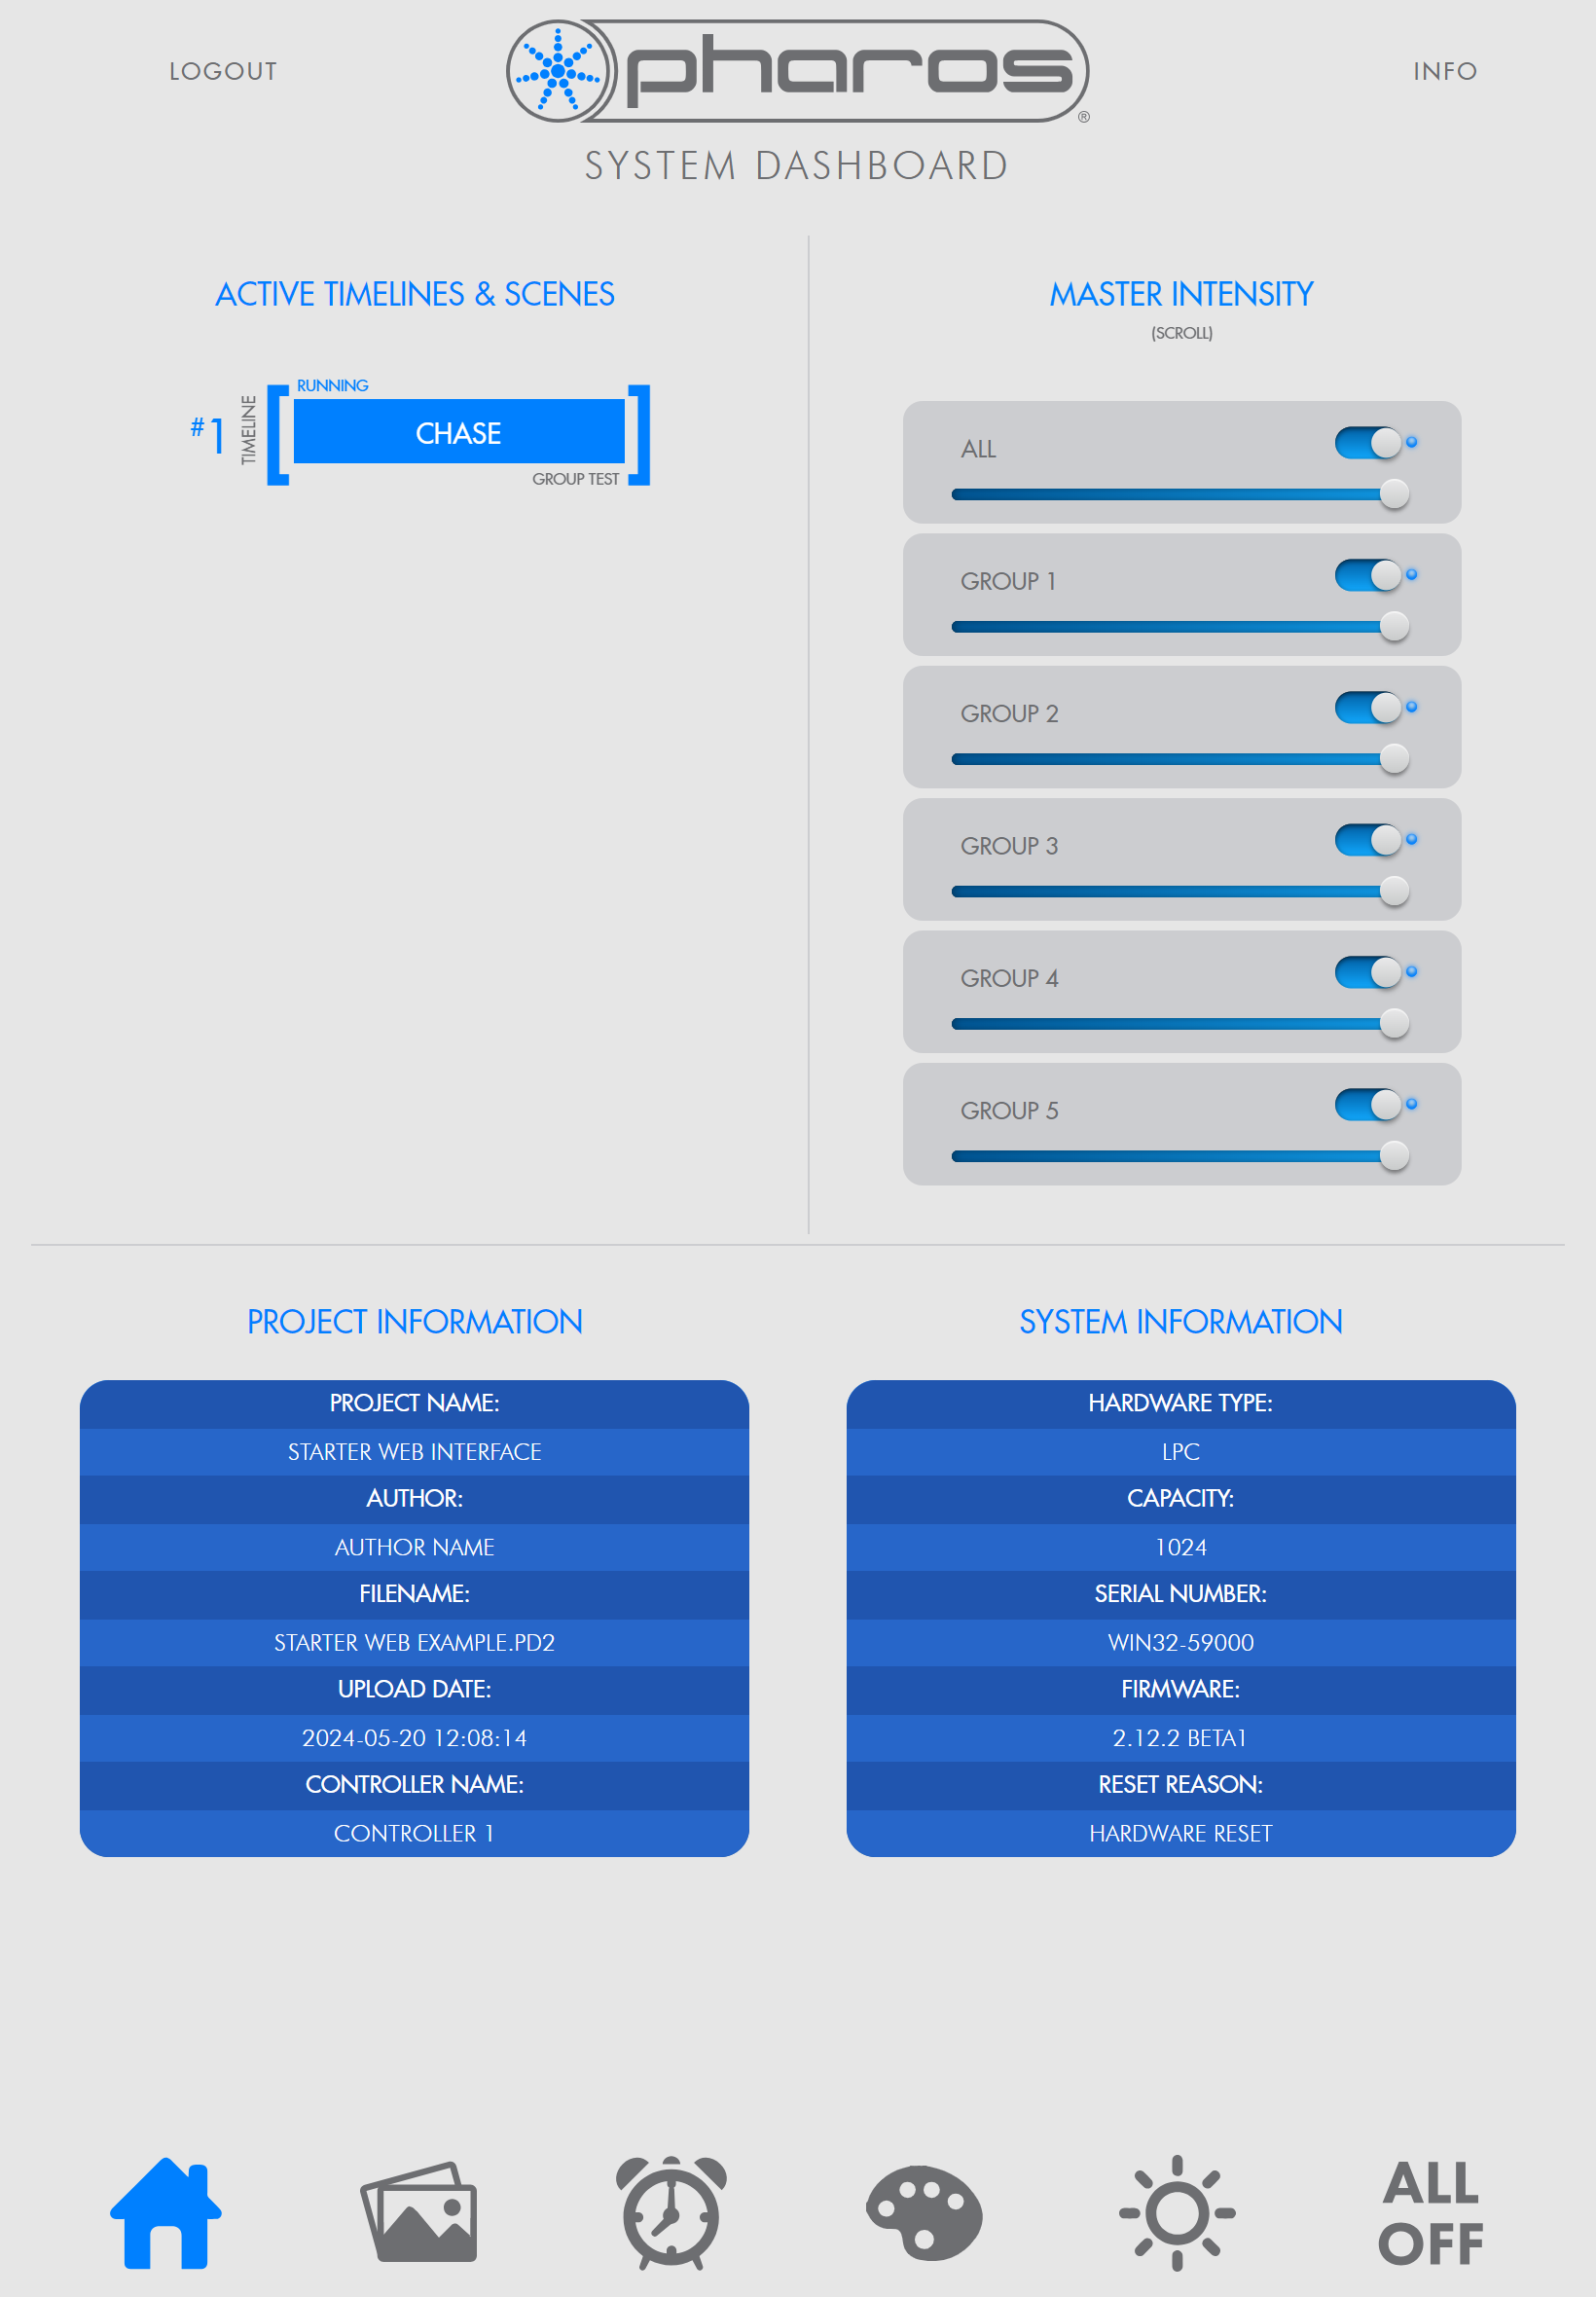 LOGOUT
pharos®
INFO
SYSTEM DASHBOARD
ACTIVE TIMELINES & SCENES
#1
TIMELINE
RUNNING
CHASE
GROUP TEST
MASTER INTENSITY
(SCROLL)
ALL
GROUP 1
GROUP 2
GROUP 3
GROUP 4
GROUP 5
PROJECT INFORMATION
PROJECT NAME:
STARTER WEB INTERFACE
AUTHOR:
AUTHOR NAME
FILENAME:
STARTER WEB EXAMPLE.PD2
UPLOAD DATE:
2024-05-20 12:08:14
CONTROLLER NAME:
CONTROLLER 1
SYSTEM INFORMATION
HARDWARE TYPE:
LPC
CAPACITY:
1024
SERIAL NUMBER:
WIN32-59000
FIRMWARE:
2.12.2 BETA1
RESET REASON:
HARDWARE RESET
ALL
OFF